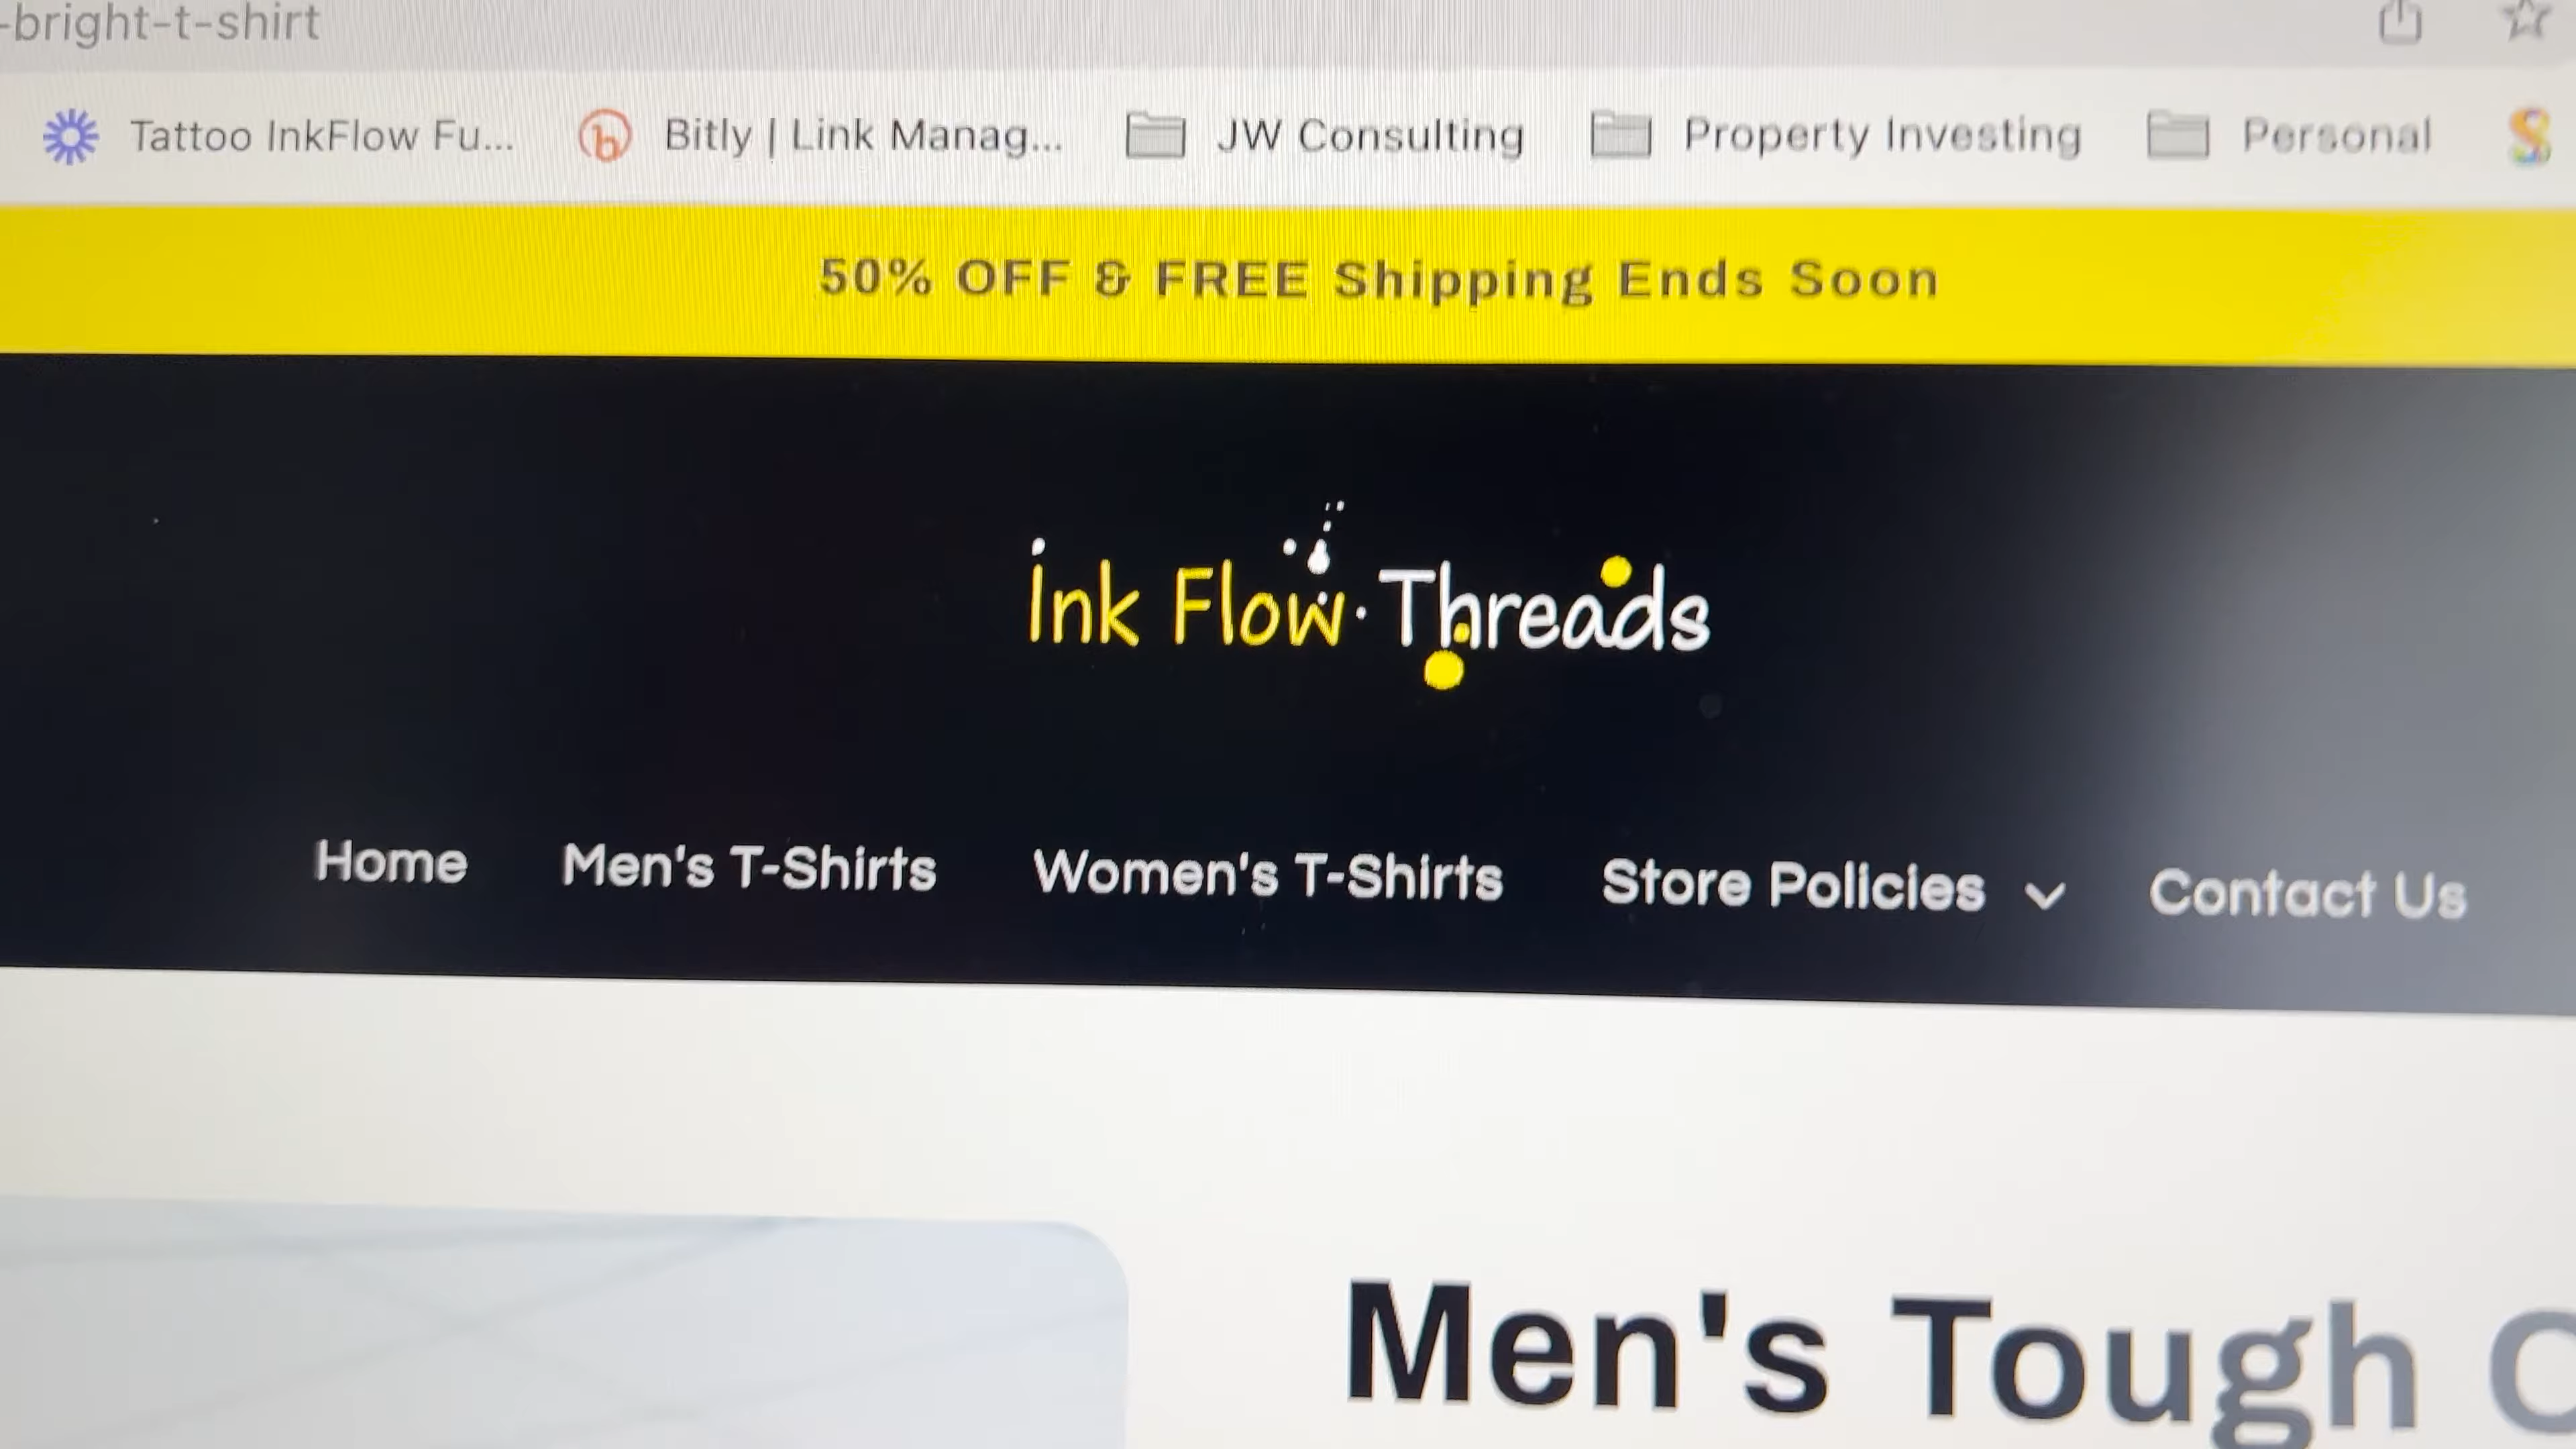 -bright-t-shirt
Tattoo InkFlow Fu... Bitly | Link Manag... JW Consulting Property Investing Personal
50% OFF & FREE Shipping Ends Soon
Ink Flow Threads
Home Men's T-Shirts Women's T-Shirts Store Policies Contact Us
Men's Tough